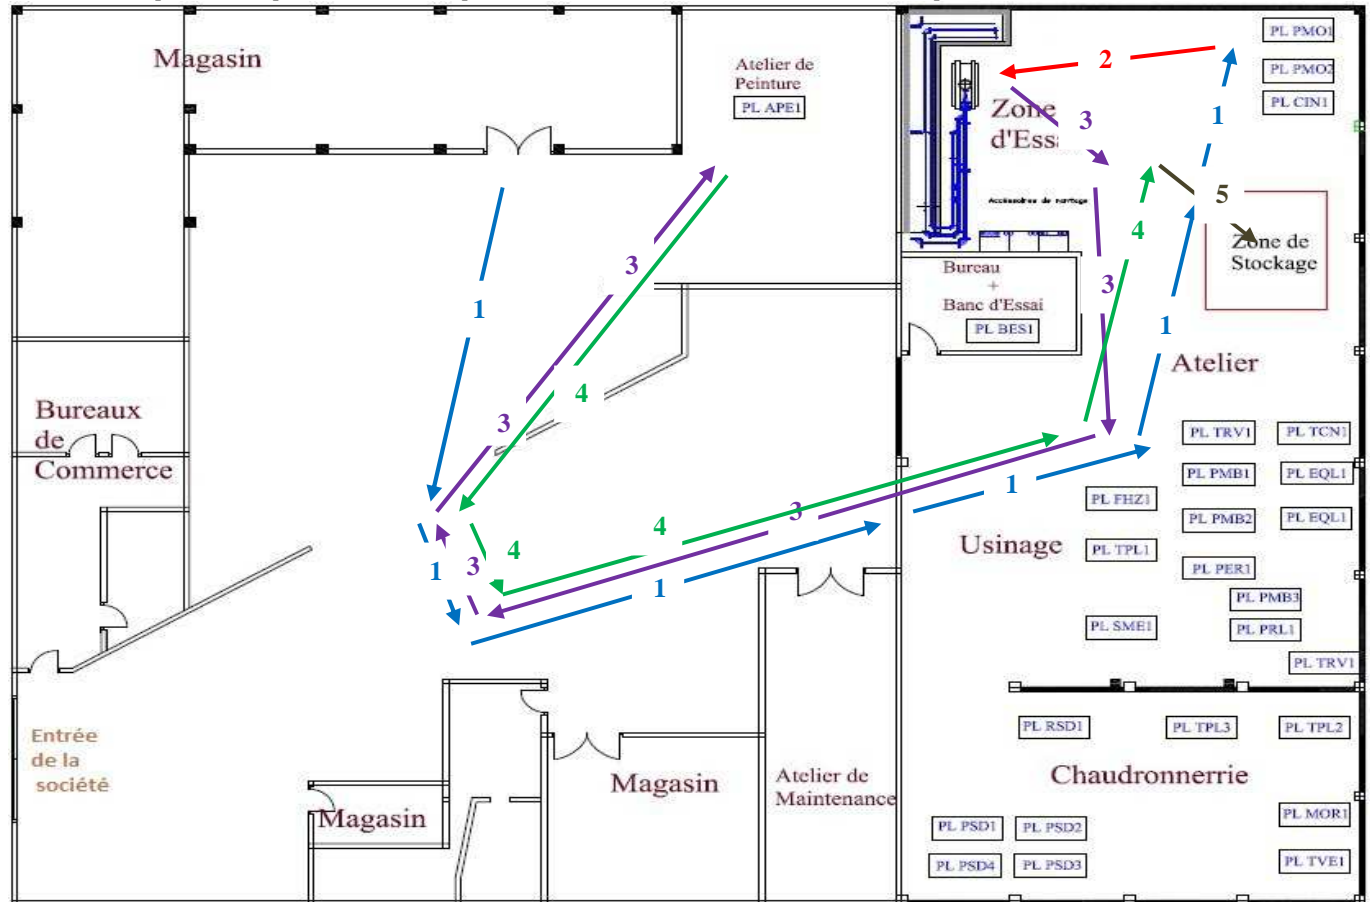 Magasin
Atelier de
Peinture
PL APE1
PL PMO1
PL PMO2
PL CIN1
2
1
3
Zone
d'Essai
5
Accessoires de montage
4
Zone de
Stockage
3
1
3
1
Bureau
+
Banc d'Essai
PL BES1
Atelier
4
3
Bureaux
de
Commerce
PL TRV1
PL TCN1
PL PMB1
PL EQL1
PL FHZ1
PL PMB2
PL EQL1
1
3
4
4
1
3
1
Usinage
PL TPL1
PL PER1
PL PMB3
PL SME1
PL PRL1
PL TRV1
Entrée
de la
société
PL RSD1
PL TPL3
PL TPL2
Magasin
Magasin
Atelier de
Maintenance
Chaudronnerrie
PL MOR1
PL PSD1
PL PSD2
PL PSD4
PL PSD3
PL TVE1